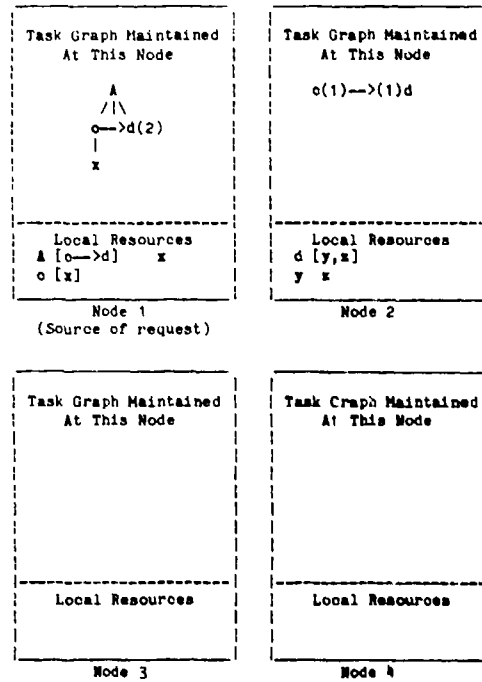 Task Graph Maintained
At This Node
A
/|\
c—>d(2)
|
x
Local Resources
A [c—>d] x
c [x]
Node 1
(Source of request)
Task Graph Maintained
At This Node
c(1)—>(1)d
Local Resources
d [y,z]
y z
Node 2
Task Graph Maintained
At This Node
Local Resources
Node 3
Task Graph Maintained
At This Node
Local Resources
Node 4